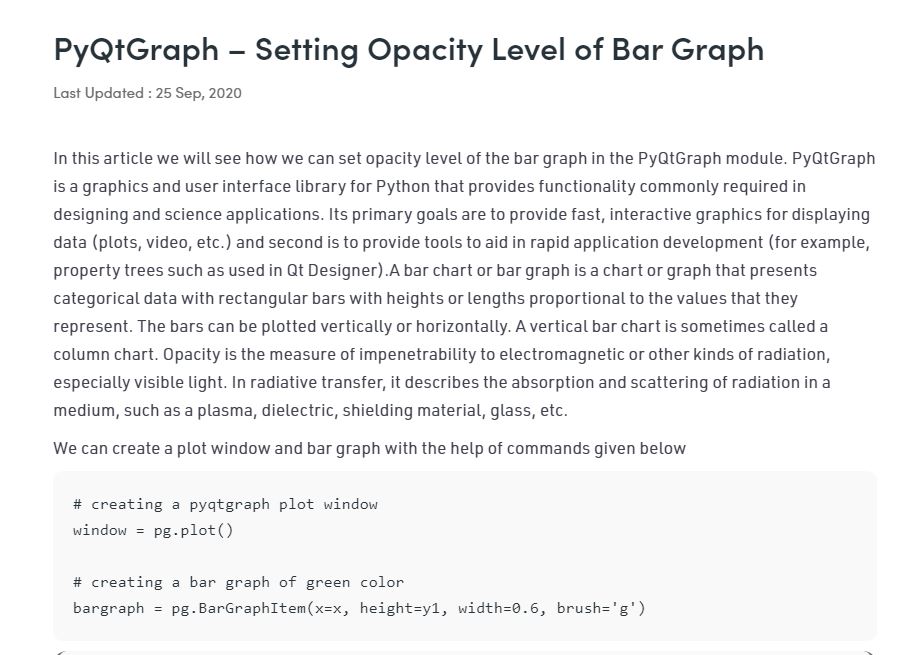 PyQtGraph – Setting Opacity Level of Bar Graph
Last Updated : 25 Sep, 2020
In this article we will see how we can set opacity level of the bar graph in the PyQtGraph module. PyQtGraph
is a graphics and user interface library for Python that provides functionality commonly required in
designing and science applications. Its primary goals are to provide fast, interactive graphics for displaying
data (plots, video, etc.) and second is to provide tools to aid in rapid application development (for example,
property trees such as used in Qt Designer).A bar chart or bar graph is a chart or graph that presents
categorical data with rectangular bars with heights or lengths proportional to the values that they
represent. The bars can be plotted vertically or horizontally. A vertical bar chart is sometimes called a
column chart. Opacity is the measure of impenetrability to electromagnetic or other kinds of radiation,
especially visible light. In radiative transfer, it describes the absorption and scattering of radiation in a
medium, such as a plasma, dielectric, shielding material, glass, etc.
We can create a plot window and bar graph with the help of commands given below
# creating a pyqtgraph plot window
window = pg.plot()
# creating a bar graph of green color
bargraph = pg.BarGraphItem(x=x, height=y1, width=0.6, brush='g')